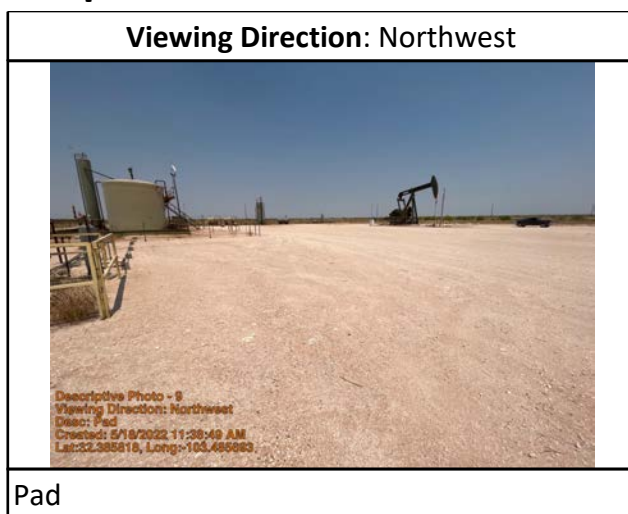 Viewing Direction: Northwest
Descriptive Photo - 9
Viewing Direction: Northwest
Desc: Pad
Created: 5/18/2022 11:38:49 AM
Pad